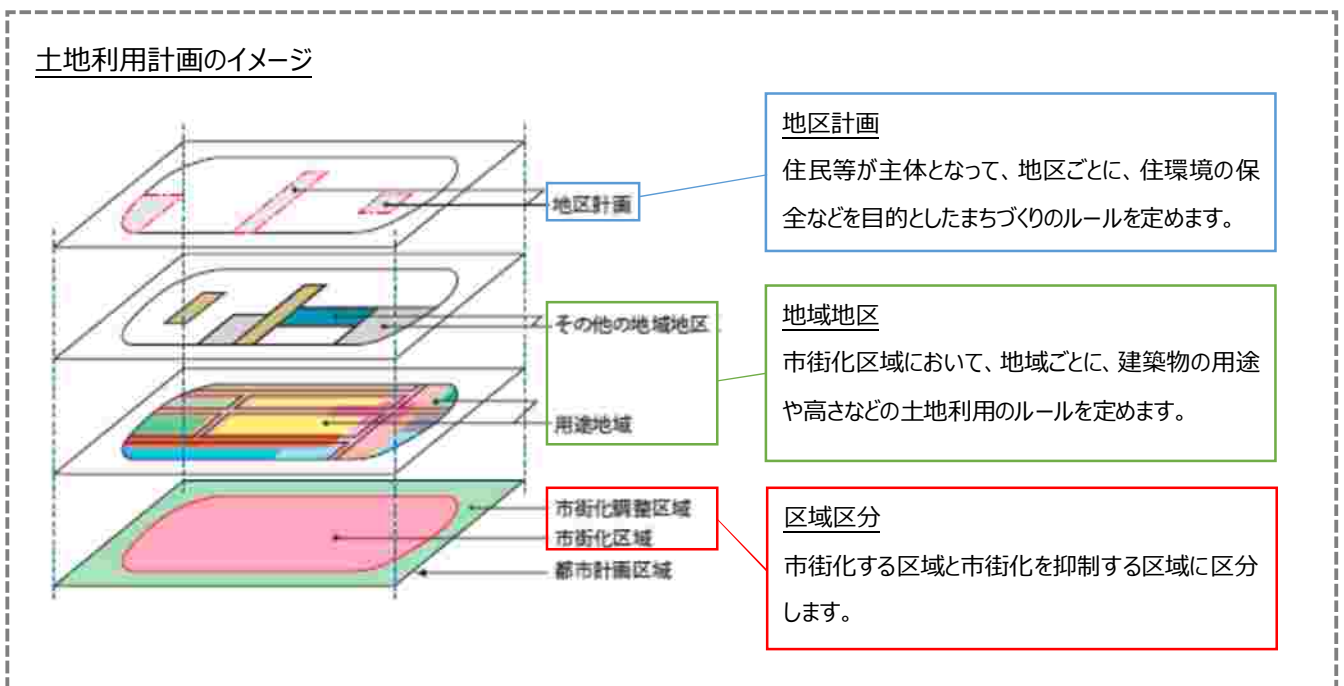 土地利用計画のイメージ
地区計画
住民等が主体となって、地区ごとに、住環境の保
全などを目的としたまちづくりのルールを定めます。
地区計画
地域地区
市街化区域において、地域ごとに、建築物の用途
や高さなどの土地利用のルールを定めます。
その他の地域地区
用途地域
市街化調整区域
市街化区域
都市計画区域
区域区分
市街化する区域と市街化を抑制する区域に区分
します。